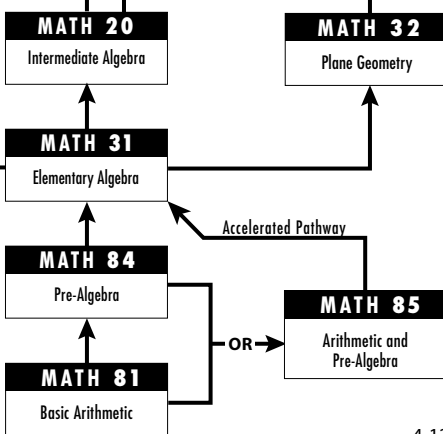 MATH 20
Intermediate Algebra
MATH 32
Plane Geometry
MATH 31
Elementary Algebra
Accelerated Pathway
MATH 84
Pre-Algebra
MATH 85
Arithmetic and
Pre-Algebra
OR
MATH 81
Basic Arithmetic